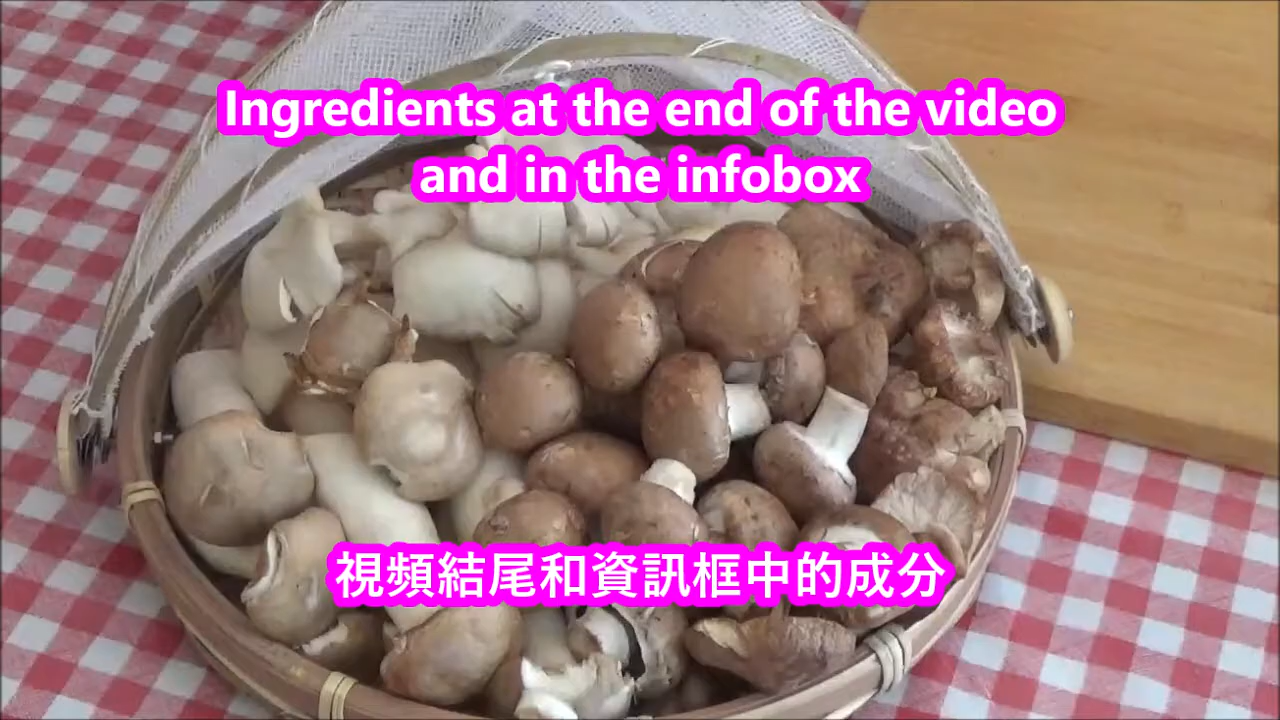 Ingredients at the end of the video
and in the infobox
視頻結尾和資訊框中的成分